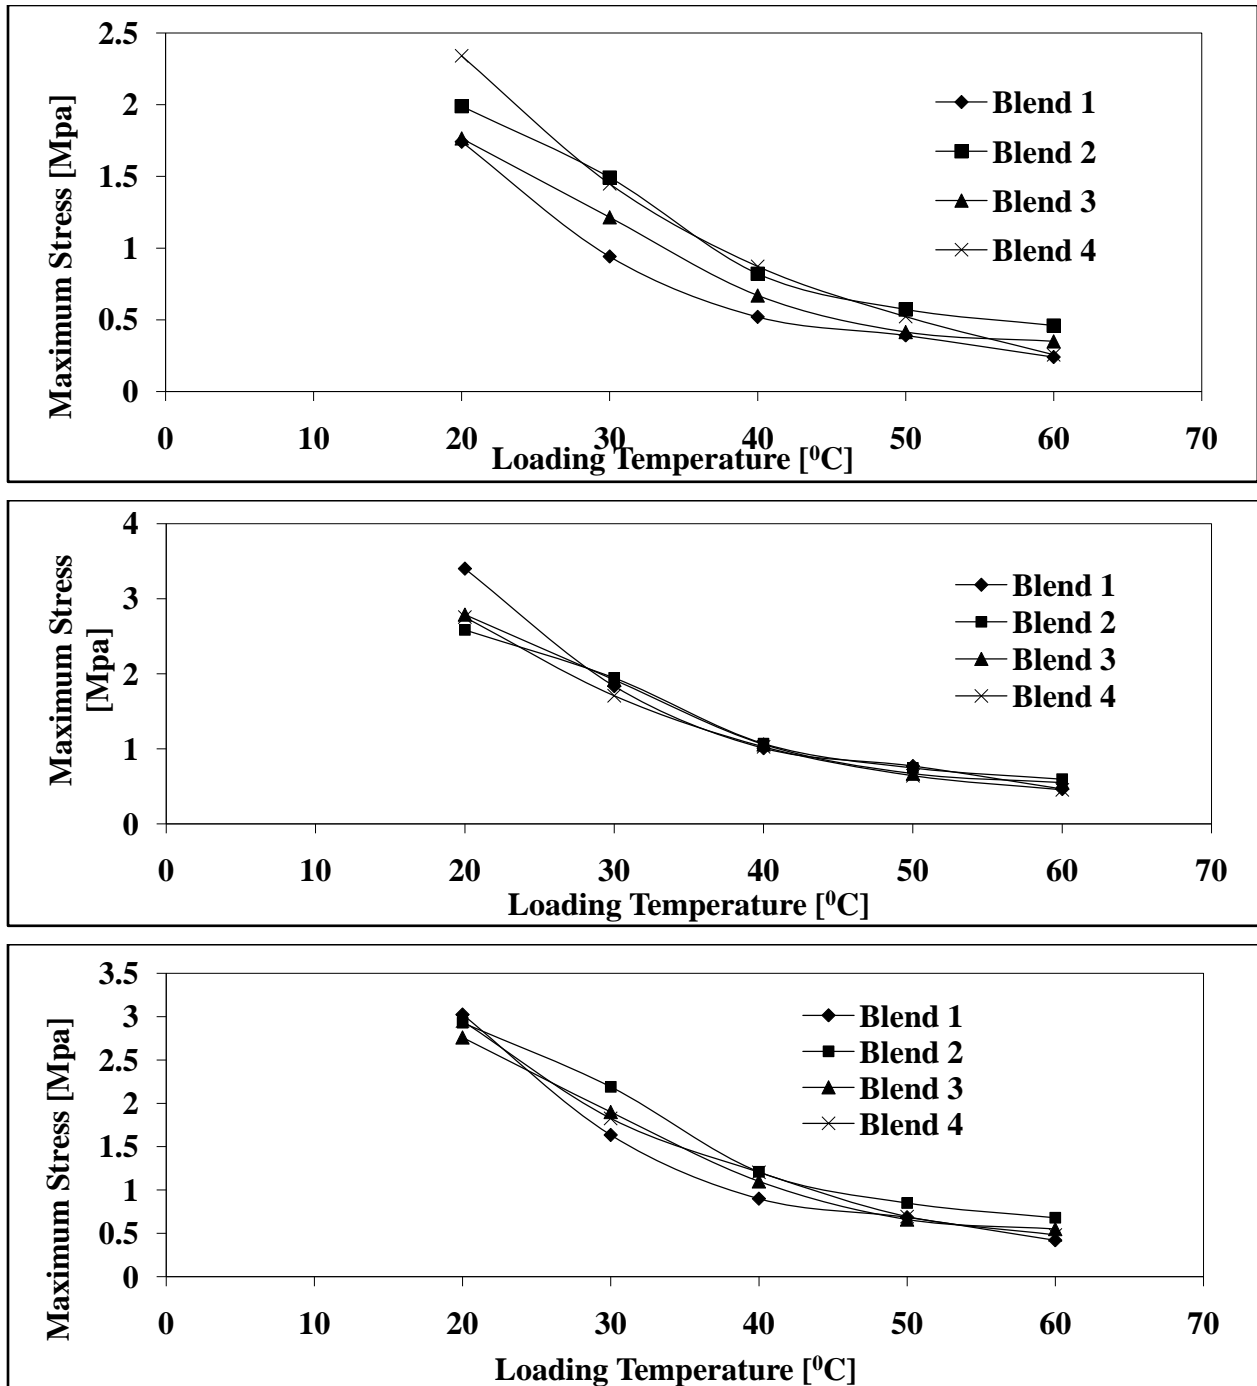 Maximum Stress [Mpa]
2.5
2
1.5
1
0.5
0
0 10 20 30 40 50 60 70
Loading Temperature [⁰C]
Blend 1
Blend 2
Blend 3
Blend 4
Maximum Stress
[Mpa]
4
3
2
1
0
0 10 20 30 40 50 60 70
Loading Temperature [⁰C]
Blend 1
Blend 2
Blend 3
Blend 4
Maximum Stress [Mpa]
3.5
3
2.5
2
1.5
1
0.5
0
0 10 20 30 40 50 60 70
Loading Temperature [⁰C]
Blend 1
Blend 2
Blend 3
Blend 4